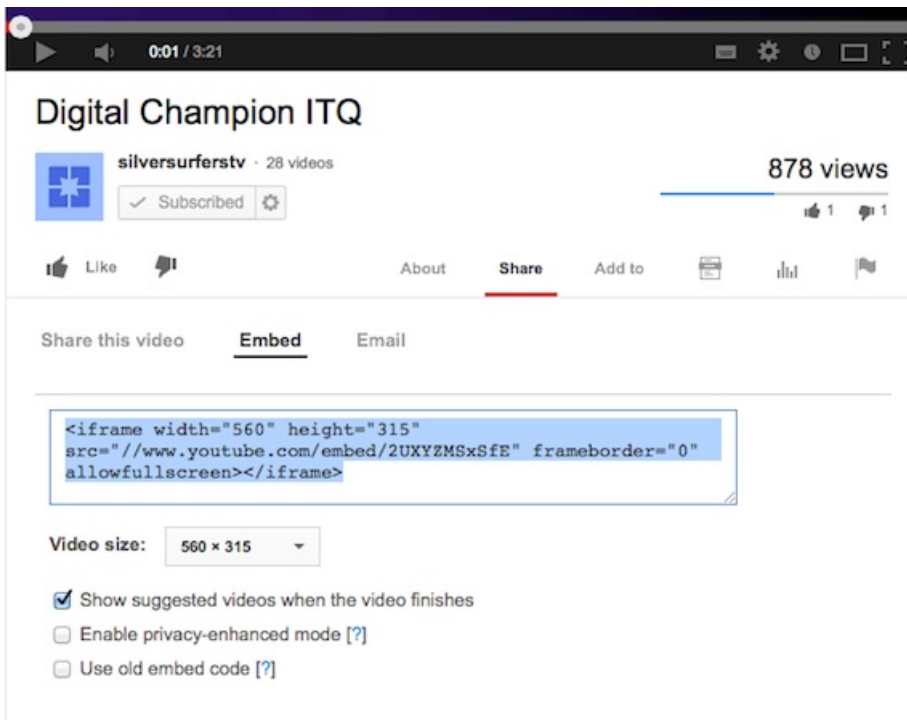 0:01 / 3:21
Digital Champion ITQ
silversurferstv · 28 videos
Subscribed
878 views
1 1
Like About Share Add to
Share this video Embed Email
<iframe width="560" height="315"
src="//www.youtube.com/embed/2UXYZMSxSfE" frameborder="0"
allowfullscreen></iframe>
Video size: 560 × 315
Show suggested videos when the video finishes
Enable privacy-enhanced mode [?]
Use old embed code [?]